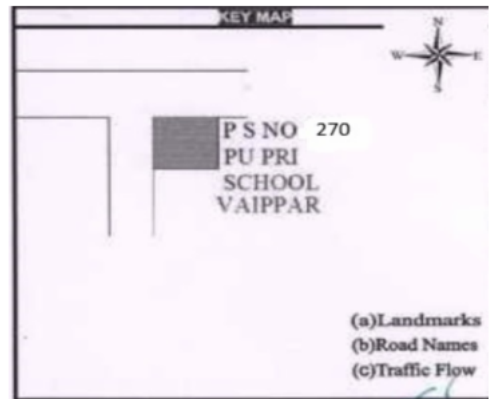 KEY MAP
N
W E
S
P S NO 270
PU PRI
SCHOOL
VAIPPAR
(a)Landmarks
(b)Road Names
(c)Traffic Flow